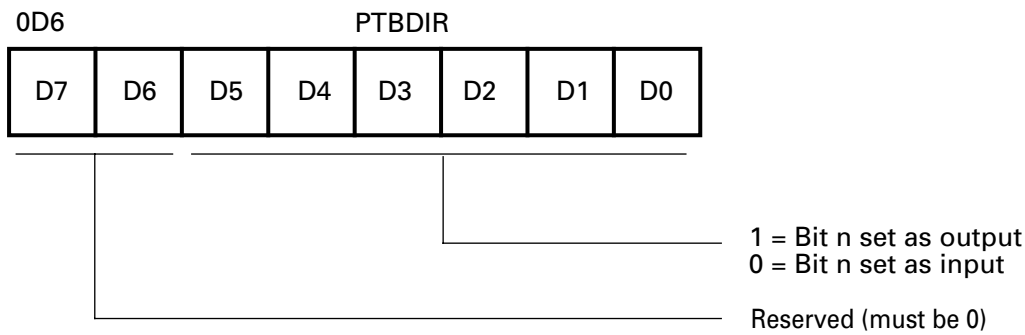 0D6 PTBDIR
D7 D6 D5 D4 D3 D2 D1 D0
1 = Bit n set as output
0 = Bit n set as input
Reserved (must be 0)